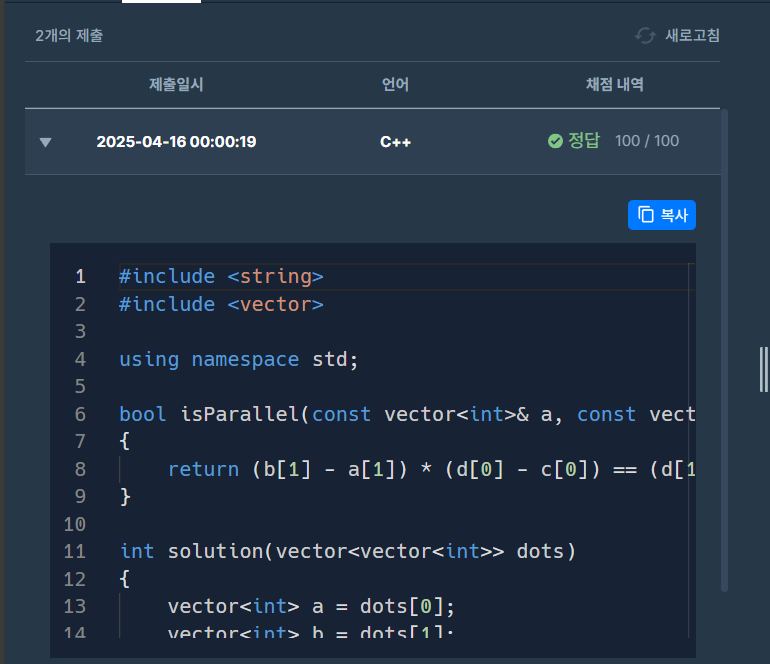 2개의 제출 새로고침
제출일시 언어 채점 내역
▼ 2025-04-16 00:00:19 C++ 정답 100 / 100
복사
1 #include <string>
2 #include <vector>
3
4 using namespace std;
5
6 bool isParallel(const vector<int>& a, const vect
7 {
8 return (b[1] - a[1]) * (d[0] - c[0]) == (d[1
9 }
10
11 int solution(vector<vector<int>> dots)
12 {
13 vector<int> a = dots[0];
14 vector<int> b = dots[1];